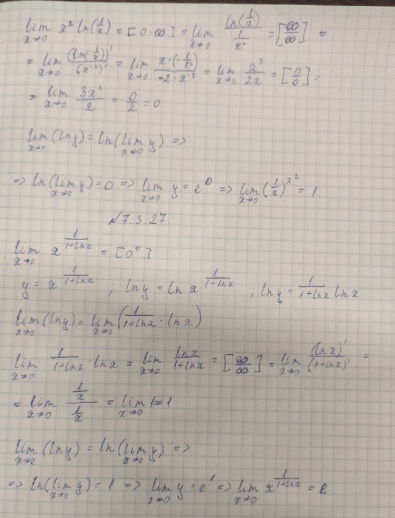 lim x→0 x² ln(1/x) = [0·∞] = lim x→0 ln(1/x) / (1/x²) = [∞/∞] =
= lim x→0 (ln(1/x))' / (x⁻²)' = lim x→0 x·(-1/x²) / -2·x⁻³ = lim x→0 x³/2x = [0/0] =
= lim x→0 3x²/2 = 0/2 = 0
lim x→0 (ln y) = ln(lim x→0 y) =>
=> ln(lim y) = 0 => lim x→0 y = e⁰ => lim x→0 (1/x)^x² = 1
№7.3.27.
lim x→0 x^(1/(1+ln x)) = [0⁰]
y = x^(1/(1+ln x)) ; ln y = ln x^(1/(1+ln x)) , ln y = 1/(1+ln x) ln x
lim x→0 (ln y) = lim x→0 (1/(1+ln x) · ln x)
lim x→0 1/(1+ln x) · ln x = lim x→0 ln x/(1+ln x) = [∞/∞] = lim x→0 (ln x)'/(1+ln x)' =
= lim x→0 (1/x)/(1/x) = lim x→0 1 = 1
lim x→0 (ln y) = ln(lim x→0 y) =>
=> ln(lim x→0 y) = 1 => lim x→0 y = e¹ => lim x→0 x^(1/(1+ln x)) = e